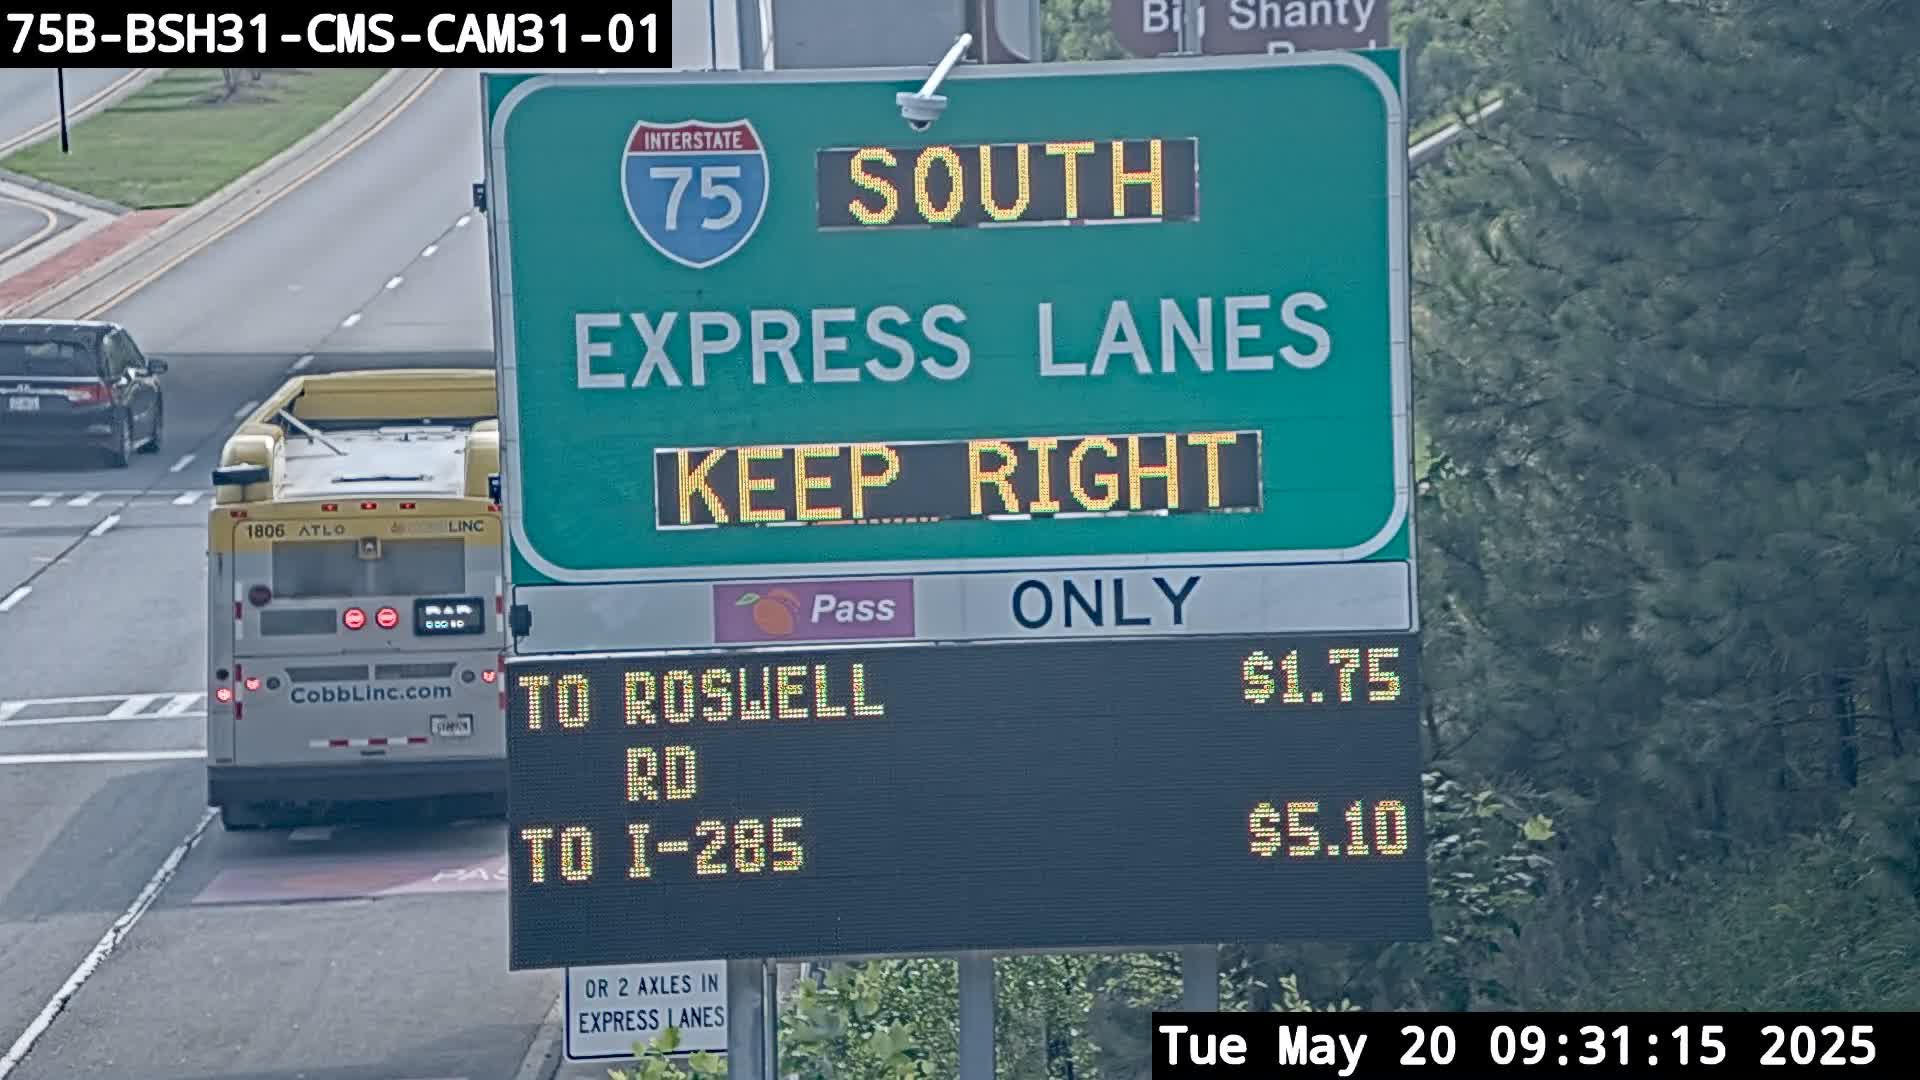 75B-BSH31-CMS-CAM31-01
Big Shanty
INTERSTATE
75
SOUTH
EXPRESS LANES
KEEP RIGHT
Pass ONLY
TO ROSWELL $1.75
RD
TO I-285 $5.10
1806 ATL LINC
CobbLinc.com
OR 2 AXLES IN
EXPRESS LANES
Tue May 20 09:31:15 2025